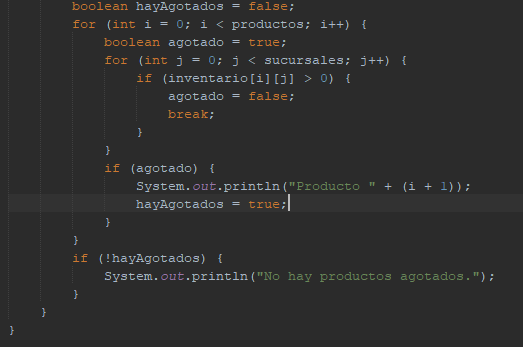 boolean hayAgotados = false;
for (int i = 0; i < productos; i++) {
boolean agotado = true;
for (int j = 0; j < sucursales; j++) {
if (inventario[i][j] > 0) {
agotado = false;
break;
}
}
if (agotado) {
System.out.println("Producto " + (i + 1));
hayAgotados = true;
}
}
if (!hayAgotados) {
System.out.println("No hay productos agotados.");
}
}
}